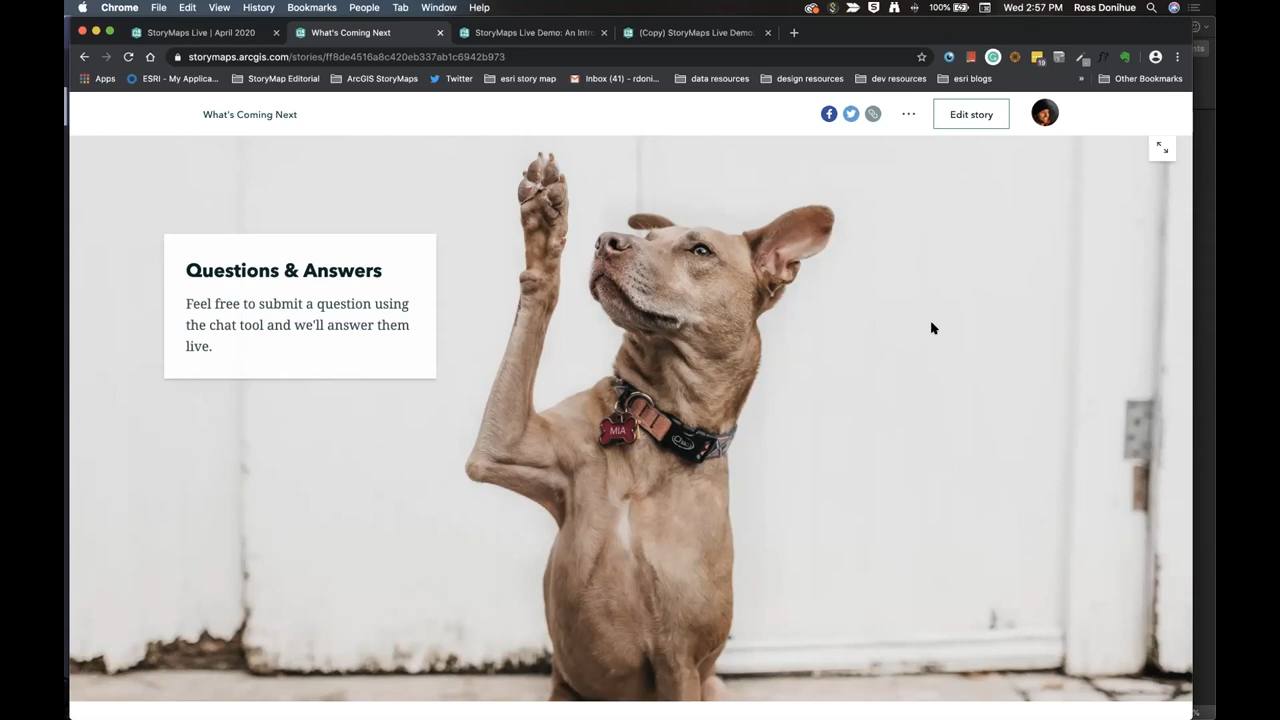 Chrome File Edit View History Bookmarks People Tab Window Help 100% Wed 2:57 PM Ross Donihue
StoryMaps Live | April 2020 What's Coming Next StoryMaps Live Demo: An Intr (Copy) StoryMaps Live Demo:
storymaps.arcgis.com/stories/ff8de4516a8c420eb337ab1c6942b973
Apps ESRI - My Applica... StoryMap Editorial ArcGIS StoryMaps Twitter esri story map Inbox (41) - rdoni... data resources design resources dev resources esri blogs » Other Bookmarks
What's Coming Next ... Edit story
Questions & Answers
Feel free to submit a question using
the chat tool and we'll answer them
live.
MIA